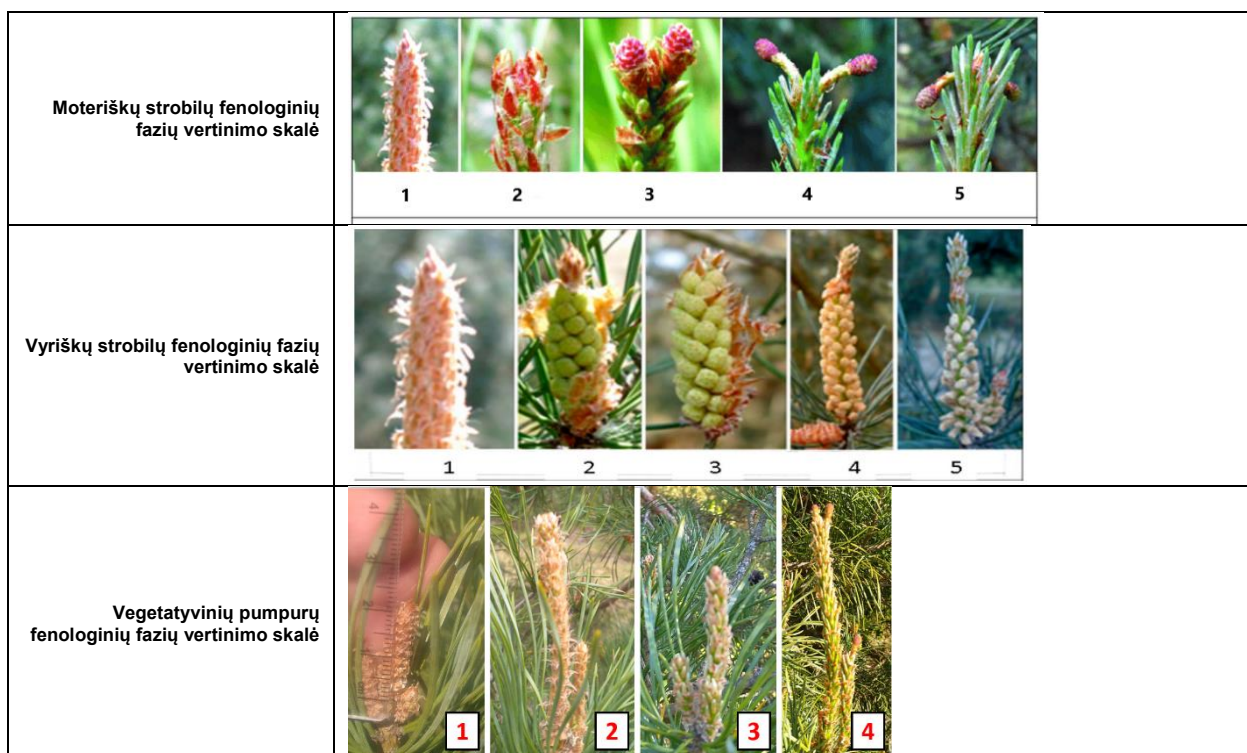 Moteriškų strobilų fenologinių
fazių vertinimo skalė
1 2 3 4 5
Vyriškų strobilų fenologinių fazių
vertinimo skalė
1 2 3 4 5
Vegetatyvinių pumpurų
fenologinių fazių vertinimo skalė
1 2 3 4